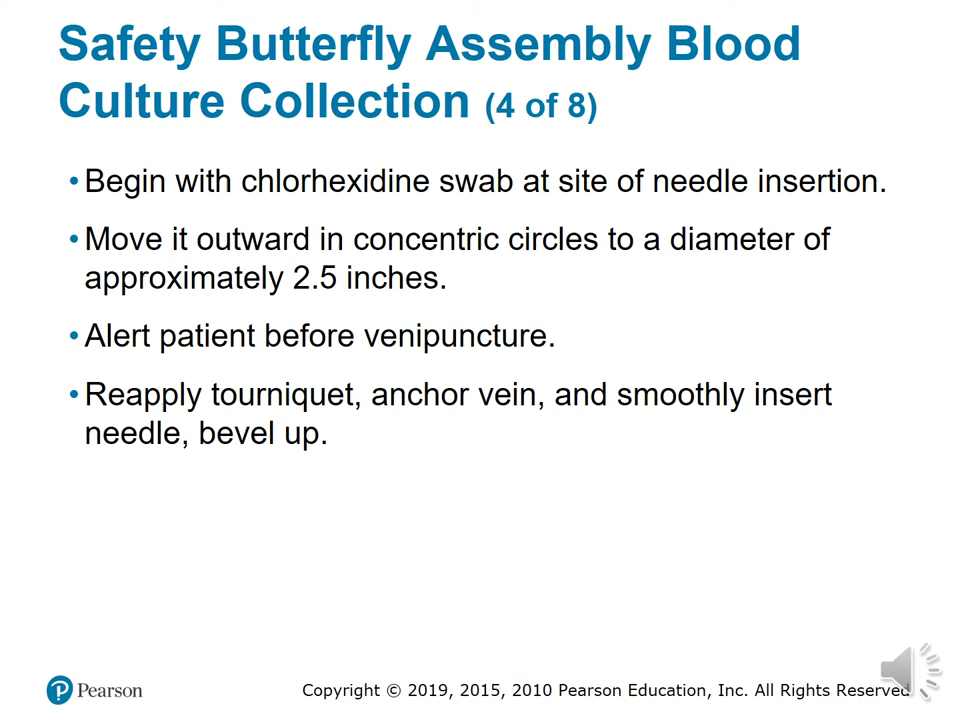 Safety Butterfly Assembly Blood
Culture Collection (4 of 8)
• Begin with chlorhexidine swab at site of needle insertion.
• Move it outward in concentric circles to a diameter of
approximately 2.5 inches.
• Alert patient before venipuncture.
• Reapply tourniquet, anchor vein, and smoothly insert
needle, bevel up.
Pearson
Copyright © 2019, 2015, 2010 Pearson Education, Inc. All Rights Reserved